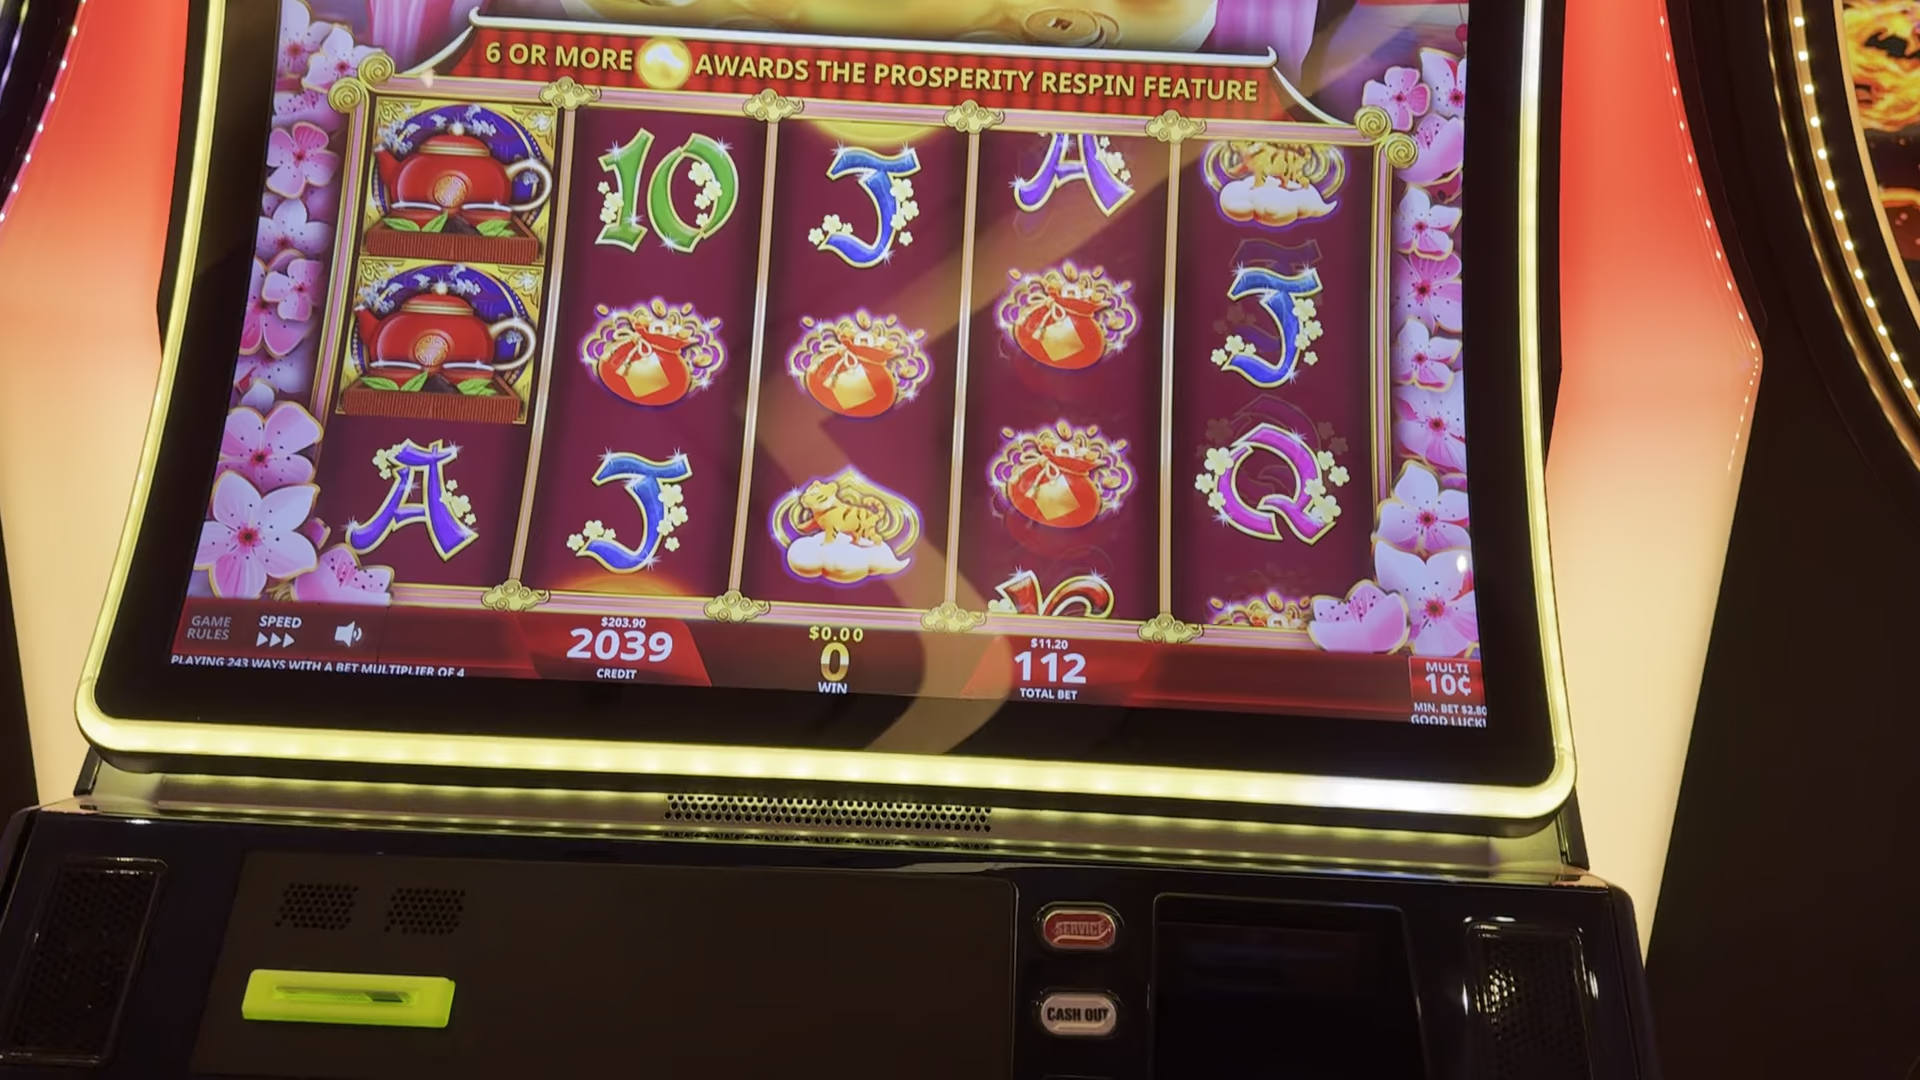 6 OR MORE AWARDS THE PROSPERITY RESPIN FEATURE
10 J A
J
A J Q
GAME RULES
SPEED
$203.90
2039
CREDIT
$0.00
0
WIN
$11.20
112
TOTAL BET
MULTI
10¢
PLAYING 243 WAYS WITH A BET MULTIPLIER OF 4
MIN. BET $2.80
GOOD LUCK!
SERVICE
CASH OUT